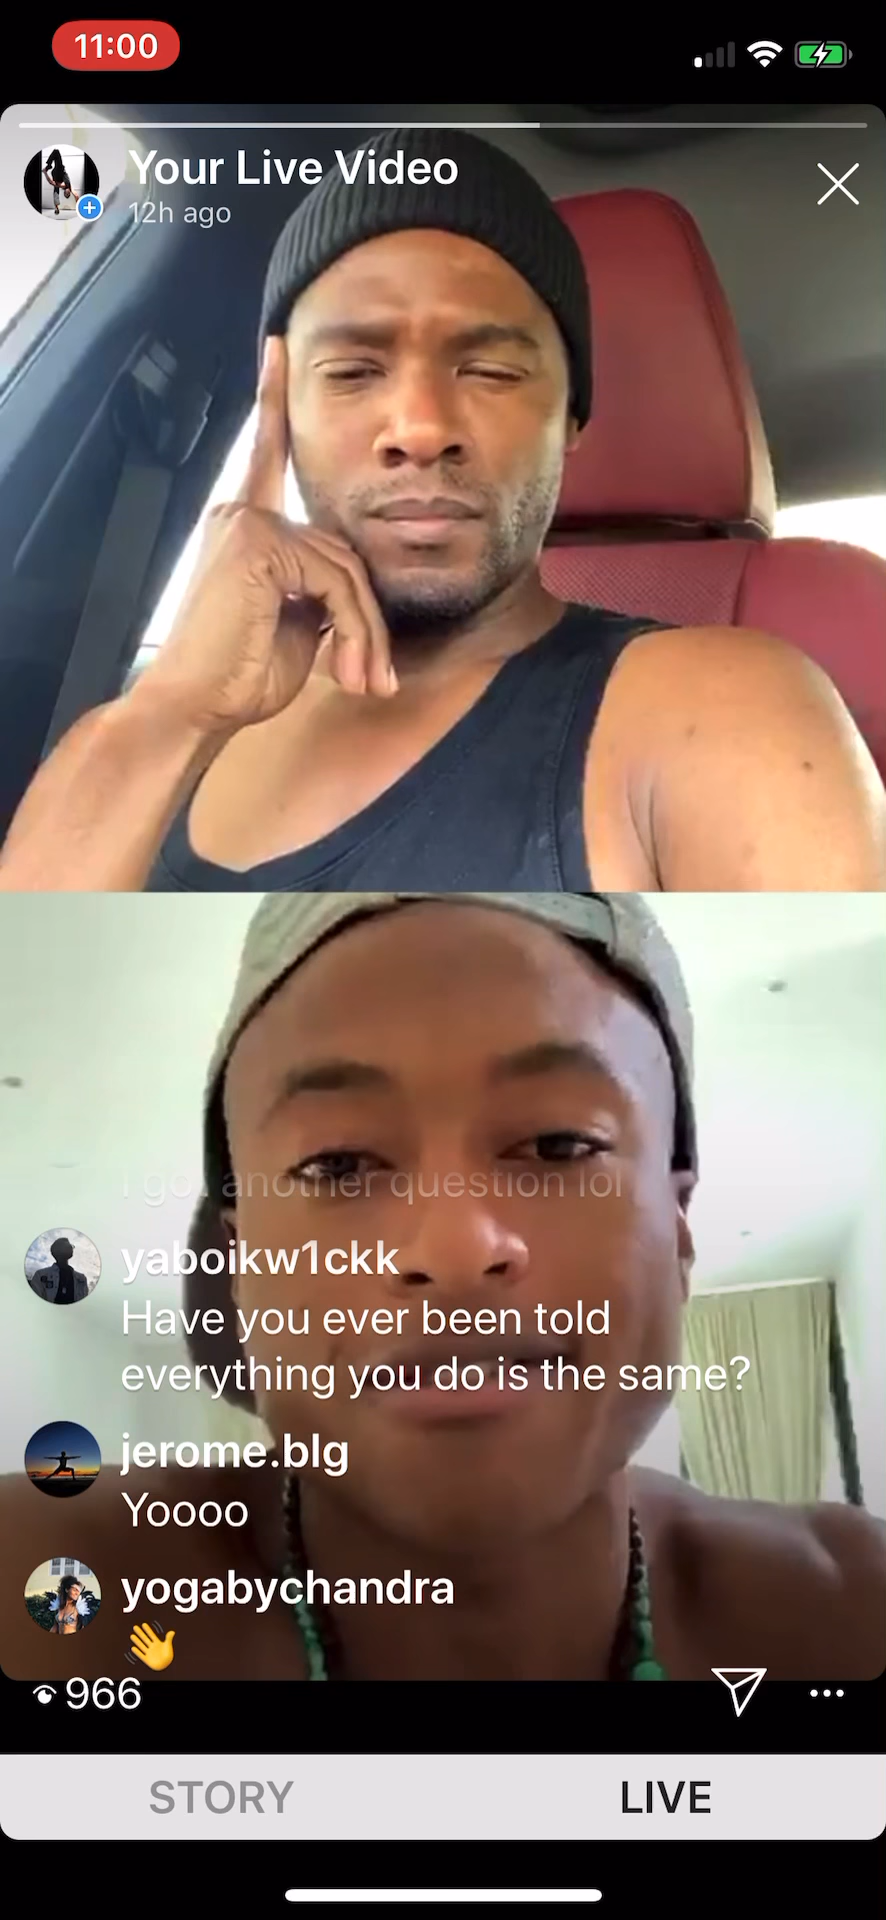 11:00
Your Live Video
12h ago
I got another question lol
yaboikw1ckk
Have you ever been told
everything you do is the same?
jerome.blg
Yoooo
yogabychandra
👋
966
STORY
LIVE